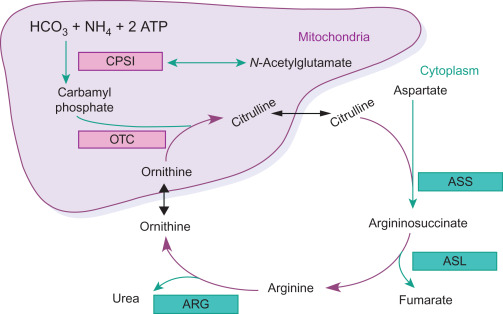 HCO₃ + NH₄ + 2 ATP
Mitochondria
CPSI
N-Acetylglutamate
Cytoplasm
Carbamyl
phosphate
Aspartate
Citrulline
Citrulline
OTC
Ornithine
ASS
Ornithine
Argininosuccinate
ASL
Arginine
Urea
ARG
Fumarate